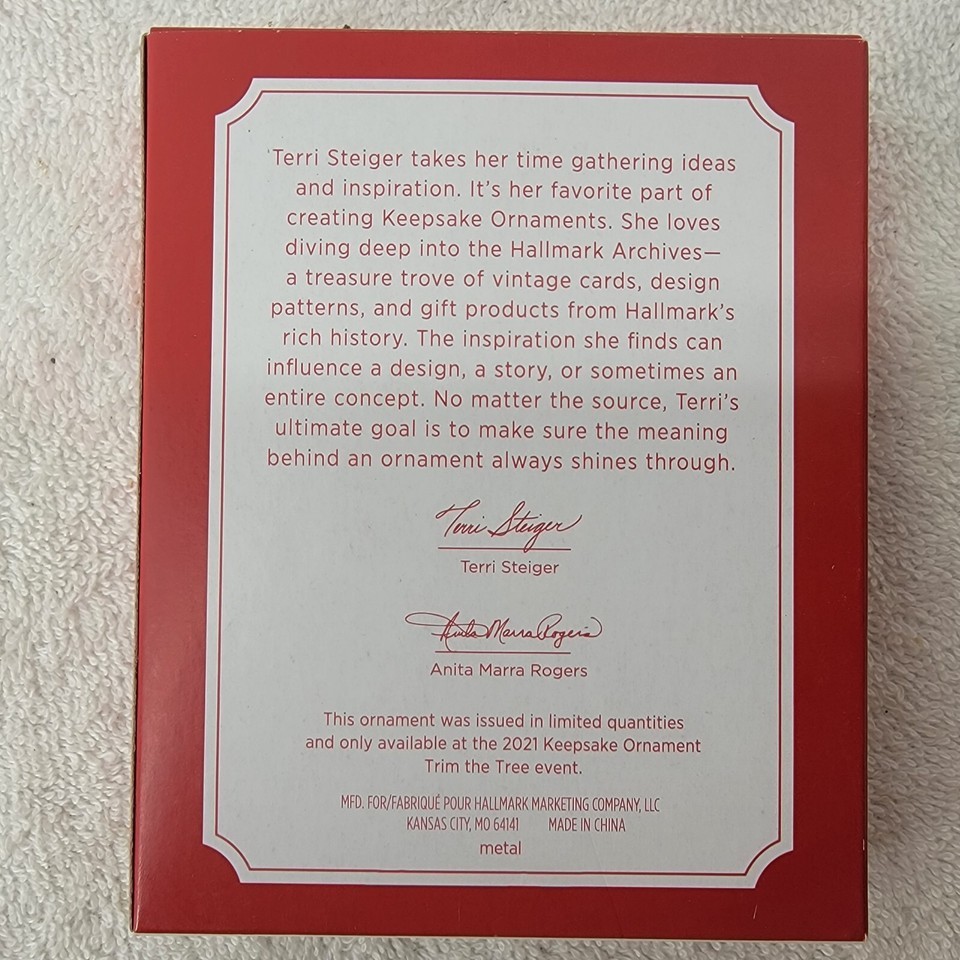 Terri Steiger takes her time gathering ideas
and inspiration. It's her favorite part of
creating Keepsake Ornaments. She loves
diving deep into the Hallmark Archives—
a treasure trove of vintage cards, design
patterns, and gift products from Hallmark's
rich history. The inspiration she finds can
influence a design, a story, or sometimes an
entire concept. No matter the source, Terri's
ultimate goal is to make sure the meaning
behind an ornament always shines through.
Terri Steiger
Terri Steiger
Anita Marra Rogers
Anita Marra Rogers
This ornament was issued in limited quantities
and only available at the 2021 Keepsake Ornament
Trim the Tree event.
MFD. FOR/FABRIQUÉ POUR HALLMARK MARKETING COMPANY, LLC
KANSAS CITY, MO 64141 MADE IN CHINA
metal